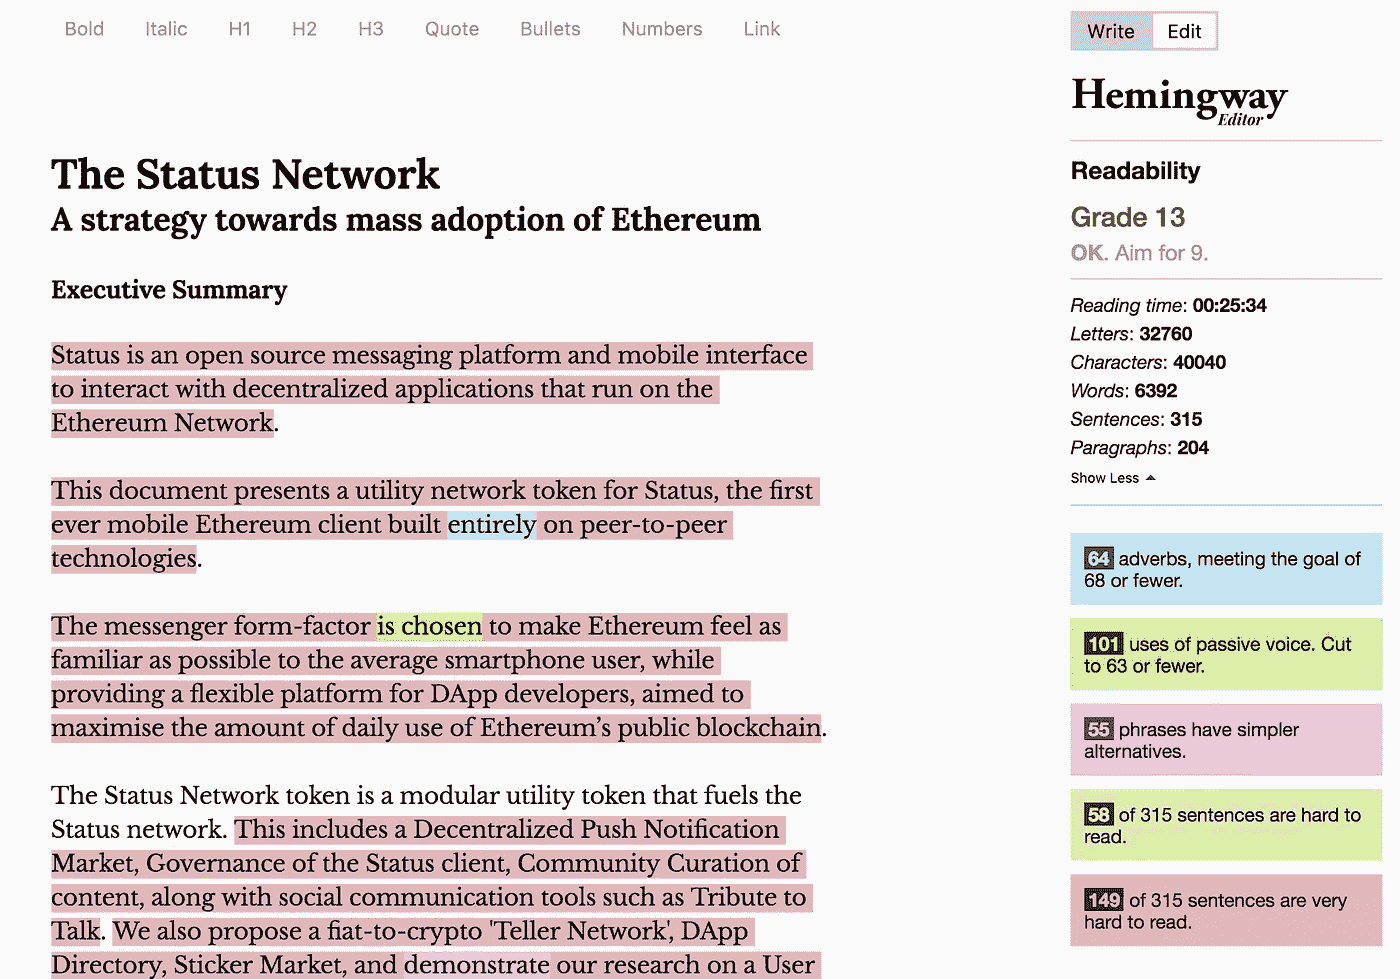 Bold Italic H1 H2 H3 Quote Bullets Numbers Link
The Status Network
A strategy towards mass adoption of Ethereum
Executive Summary
Status is an open source messaging platform and mobile interface
to interact with decentralized applications that run on the
Ethereum Network.
This document presents a utility network token for Status, the first
ever mobile Ethereum client built entirely on peer-to-peer
technologies.
The messenger form-factor is chosen to make Ethereum feel as
familiar as possible to the average smartphone user, while
providing a flexible platform for DApp developers, aimed to
maximise the amount of daily use of Ethereum’s public blockchain.
The Status Network token is a modular utility token that fuels the
Status network. This includes a Decentralized Push Notification
Market, Governance of the Status client, Community Curation of
content, along with social communication tools such as Tribute to
Talk. We also propose a fiat-to-crypto 'Teller Network', DApp
Directory, Sticker Market, and demonstrate our research on a User
Write Edit
Hemingway
Editor
Readability
Grade 13
OK. Aim for 9.
Reading time: 00:25:34
Letters: 32760
Characters: 40040
Words: 6392
Sentences: 315
Paragraphs: 204
Show Less
64 adverbs, meeting the goal of
68 or fewer.
101 uses of passive voice. Cut
to 63 or fewer.
55 phrases have simpler
alternatives.
58 of 315 sentences are hard to
read.
149 of 315 sentences are very
hard to read.